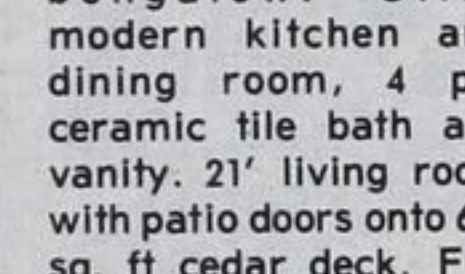 modern kitchen
dining room, 4
ceramic tile bath
vanity. 21' living
with patio doors onto
sq. ft cedar deck.